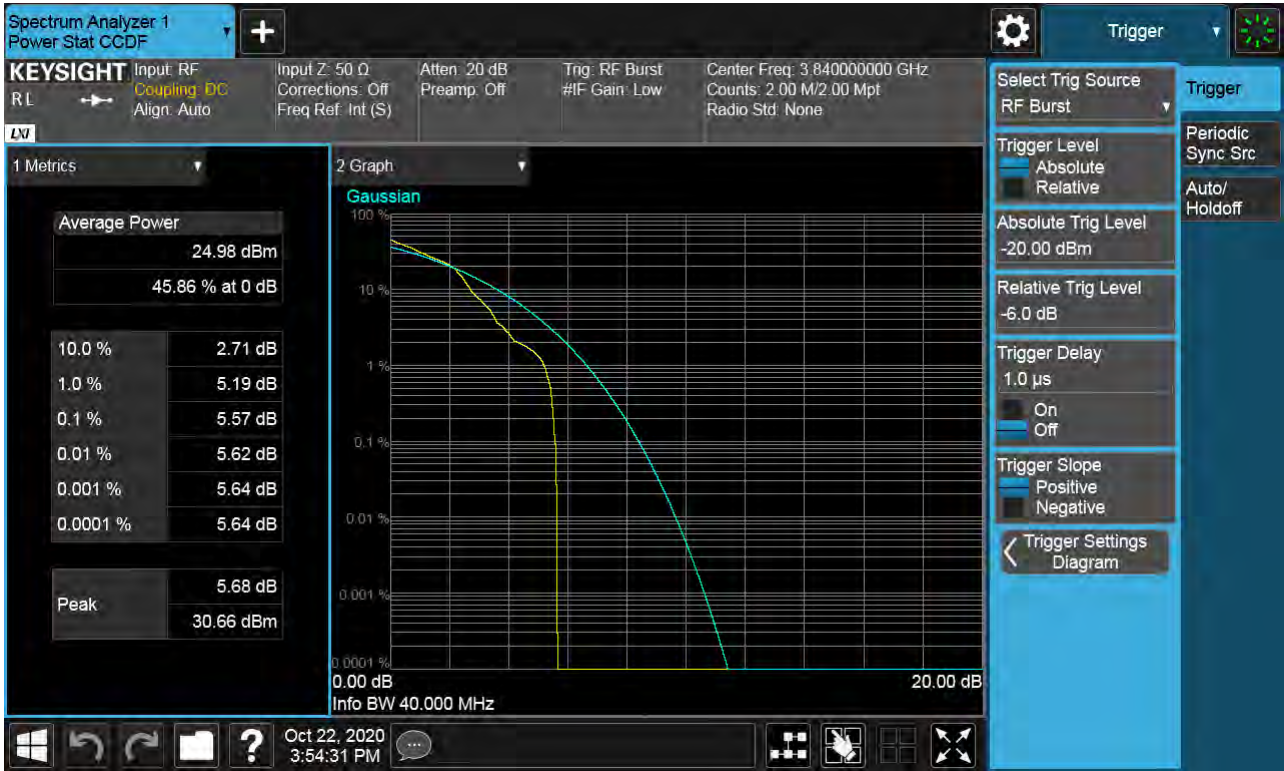 Spectrum Analyzer 1
Power Stat CCDF
Trigger
KEYSIGHT
RL
LXI
Input: RF
Coupling: DC
Align: Auto
Input Z: 50 Ω
Corrections: Off
Freq Ref: Int (S)
Atten: 20 dB
Preamp: Off
Trig: RF Burst
#IF Gain: Low
Center Freq: 3.840000000 GHz
Counts: 2.00 M/2.00 Mpt
Radio Std: None
1 Metrics
Average Power
24.98 dBm
45.86 % at 0 dB
10.0 % 2.71 dB
1.0 % 5.19 dB
0.1 % 5.57 dB
0.01 % 5.62 dB
0.001 % 5.64 dB
0.0001 % 5.64 dB
Peak
5.68 dB
30.66 dBm
2 Graph
Gaussian
100 %
10 %
1 %
0.1 %
0.01 %
0.001 %
0.0001 %
0.00 dB
20.00 dB
Info BW 40.000 MHz
Select Trig Source
RF Burst
Trigger Level
Absolute
Relative
Absolute Trig Level
-20.00 dBm
Relative Trig Level
-6.0 dB
Trigger Delay
1.0 µs
On
Off
Trigger Slope
Positive
Negative
Trigger Settings
Diagram
Trigger
Periodic
Sync Src
Auto/
Holdoff
?
Oct 22, 2020
3:54:31 PM